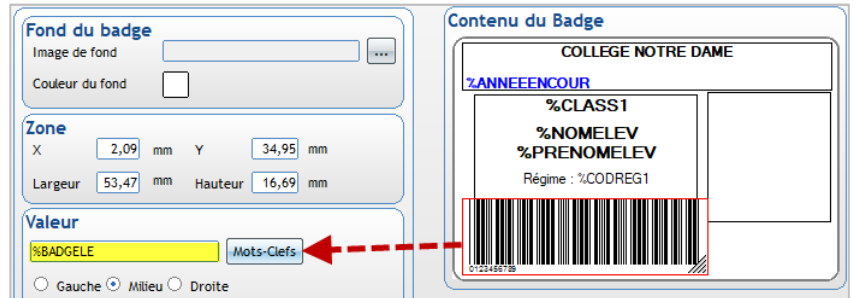 Fond du badge
Image de fond ...
Couleur du fond
Zone
X 2,09 mm Y 34,95 mm
Largeur 53,47 mm Hauteur 16,69 mm
Valeur
%BADGELE Mots-Clefs
Gauche Milieu Droite
Contenu du Badge
COLLEGE NOTRE DAME
%ANNEEENCOUR
%CLASS1
%NOMELEV
%PRENOMELEV
Régime : %CODREG1
0123456789